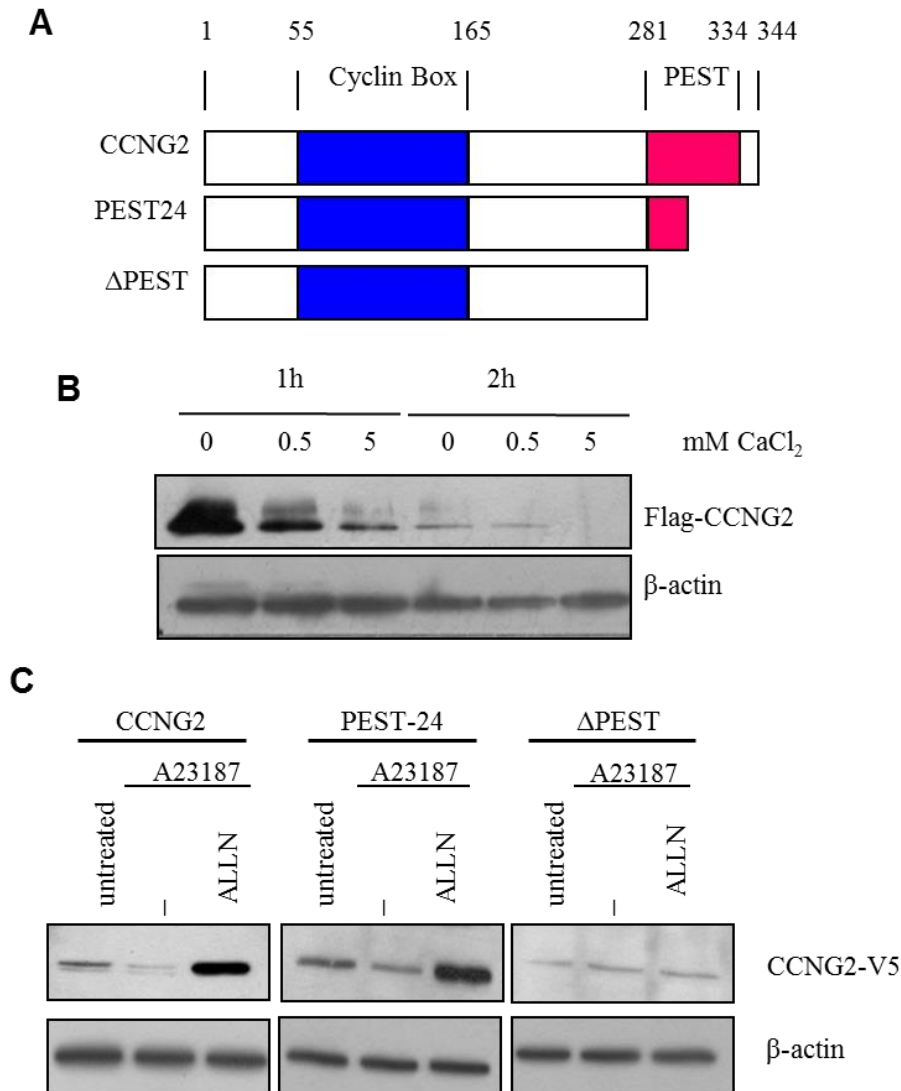 A
1 55 165 281 334 344
Cyclin Box PEST
CCNG2
PEST24
ΔPEST
B
1h 2h
0 0.5 5 0 0.5 5 mM CaCl₂
Flag-CCNG2
β-actin
C
CCNG2 PEST-24 ΔPEST
A23187 A23187 A23187
untreated – ALLN untreated – ALLN untreated – ALLN
CCNG2-V5
β-actin